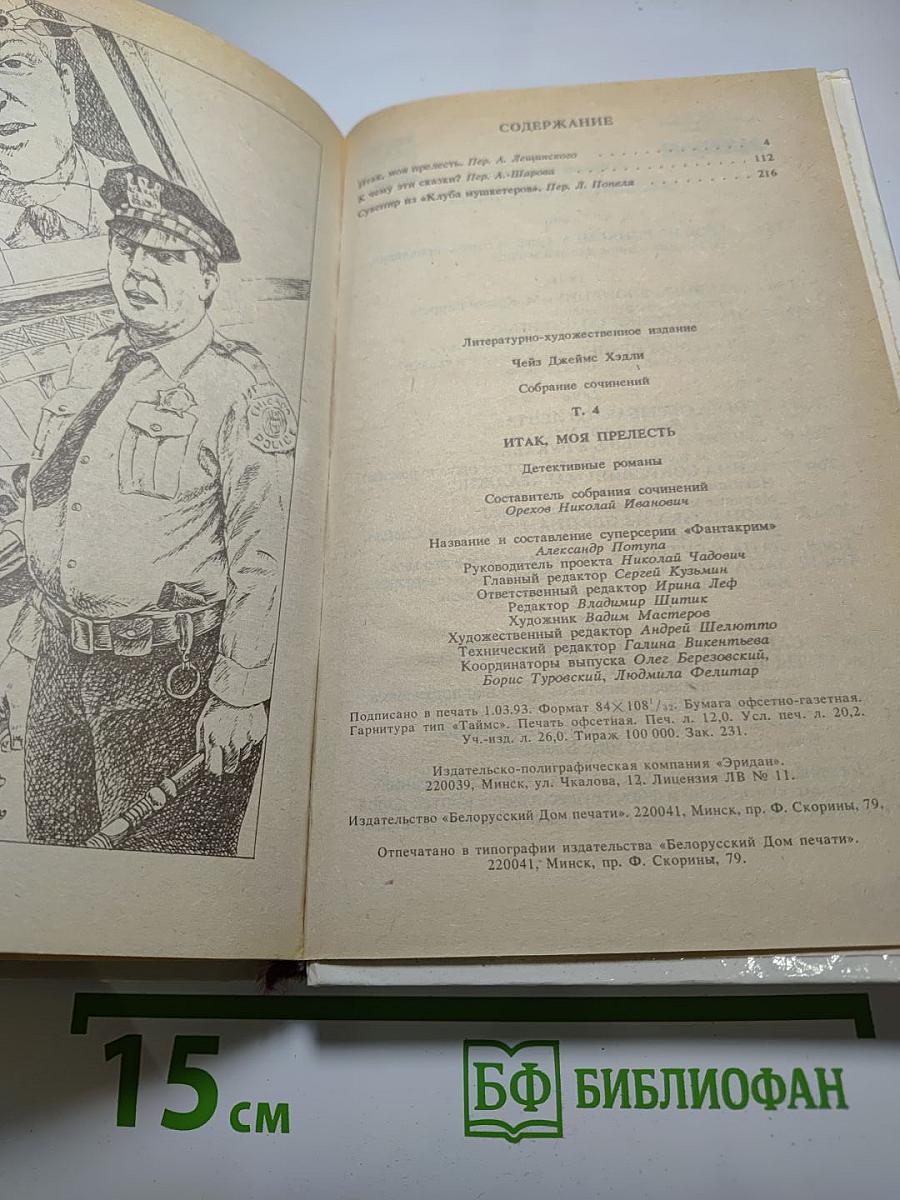 CHICAGO
POLICE
СОДЕРЖАНИЕ
Итак, моя прелесть. Пер. А. Лещинского . . . . . . . . . 4
К чему эти сказки? Пер. А. Шарова . . . . . . . . . . 112
Сувенир из «Клуба мушкетеров». Пер. Л. Попеля . . . . . . . . 216
Литературно-художественное издание
Чейз Джеймс Хэдли
Собрание сочинений
Т. 4
ИТАК, МОЯ ПРЕЛЕСТЬ
Детективные романы
Составитель собрания сочинений
Орехов Николай Иванович
Название и составление суперсерии «Фантакрим»
Александр Потупа
Руководитель проекта Николай Чадович
Главный редактор Сергей Кузьмин
Ответственный редактор Ирина Леф
Редактор Владимир Шитик
Художник Вадим Мастеров
Художественный редактор Андрей Шелютто
Технический редактор Галина Викентьева
Координаторы выпуска Олег Березовский,
Борис Туровский, Людмила Фелитар
Подписано в печать 1.03.93. Формат 84×108¹/₃₂. Бумага офсетно-газетная.
Гарнитура тип «Таймс». Печать офсетная. Печ. л. 12,0. Усл. печ. л. 20,2.
Уч.-изд. л. 26,0. Тираж 100 000. Зак. 231.
Издательско-полиграфическая компания «Эридан».
220039, Минск, ул. Чкалова, 12. Лицензия ЛВ № 11.
Издательство «Белорусский Дом печати». 220041, Минск, пр. Ф. Скорины, 79,
Отпечатано в типографии издательства «Белорусский Дом печати».
220041, Минск, пр. Ф. Скорины, 79.
15 см
БФ БИБЛИОФАН